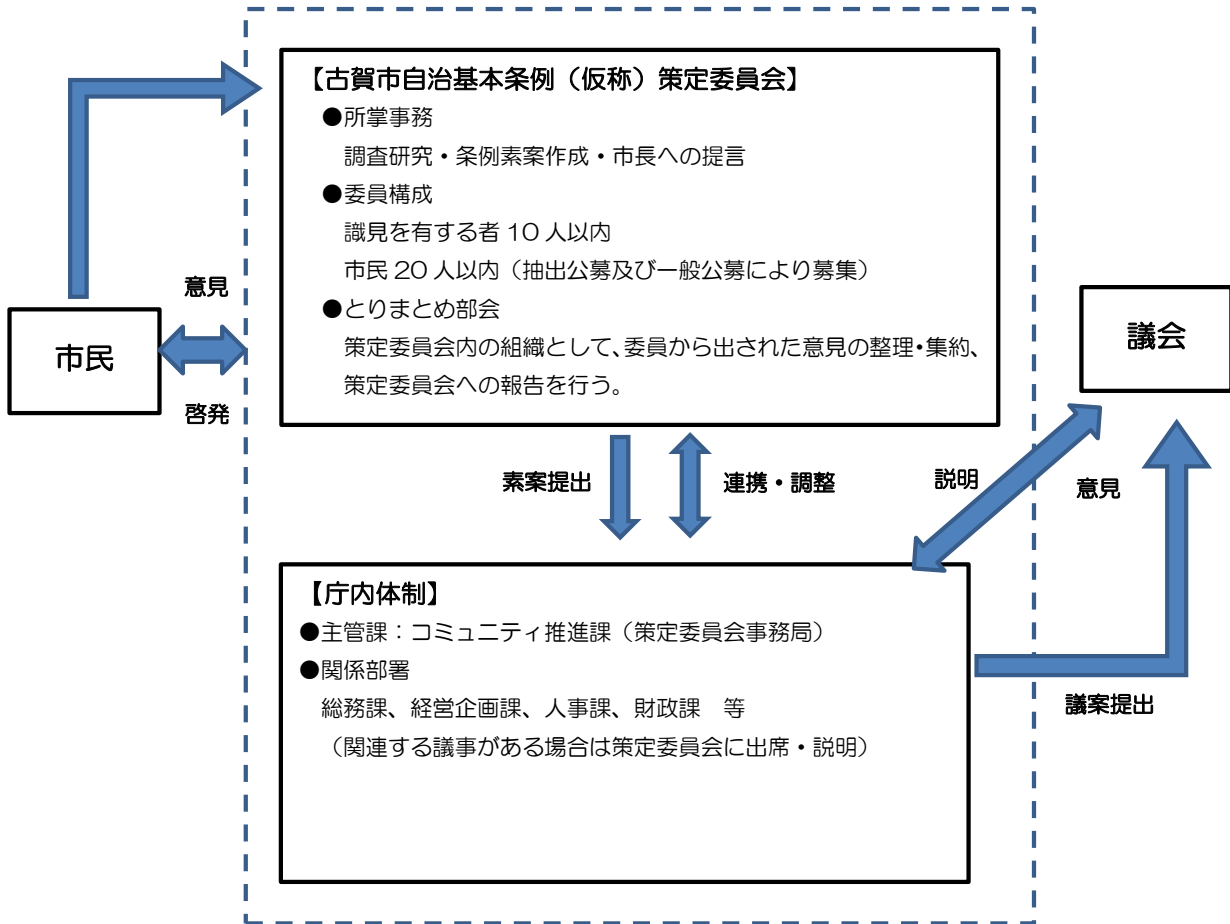 【古賀市自治基本条例（仮称）策定委員会】
●所掌事務
調査研究・条例素案作成・市長への提言
●委員構成
識見を有する者 10 人以内
市民 20 人以内（抽出公募及び一般公募により募集）
●とりまとめ部会
策定委員会内の組織として、委員から出された意見の整理・集約、
策定委員会への報告を行う。
市民
意見
啓発
議会
素案提出
連携・調整
説明
意見
【庁内体制】
●主管課：コミュニティ推進課（策定委員会事務局）
●関係部署
総務課、経営企画課、人事課、財政課　等
（関連する議事がある場合は策定委員会に出席・説明）
議案提出